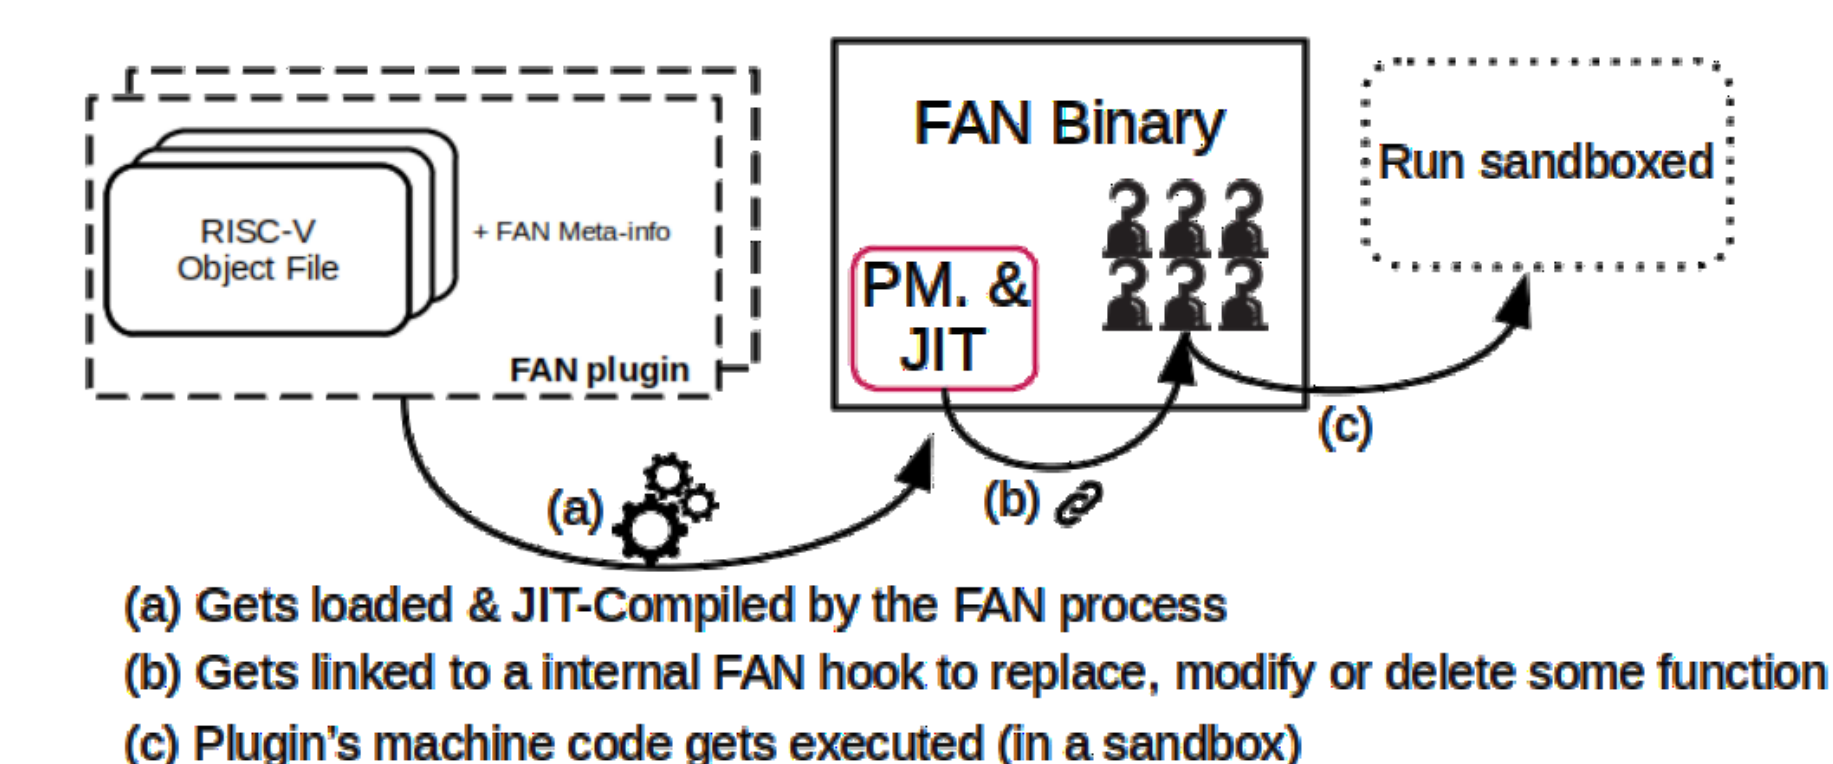 RISC-V
Object File
+ FAN Meta-info
FAN plugin
FAN Binary
PM. &
JIT
Run sandboxed
(a)
(b)
(c)
(a) Gets loaded & JIT-Compiled by the FAN process
(b) Gets linked to a internal FAN hook to replace, modify or delete some function
(c) Plugin's machine code gets executed (in a sandbox)